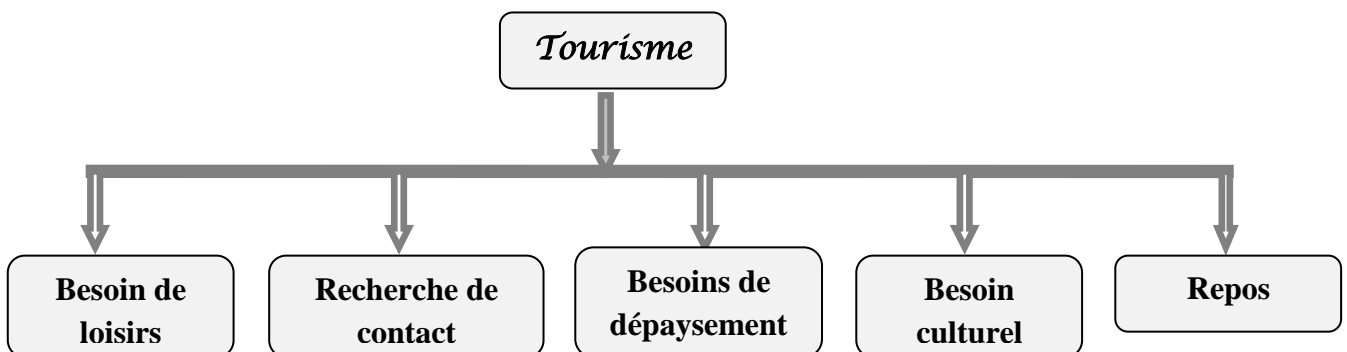 Tourisme
Besoin de
loisirs
Recherche de
contact
Besoins de
dépaysement
Besoin
culturel
Repos